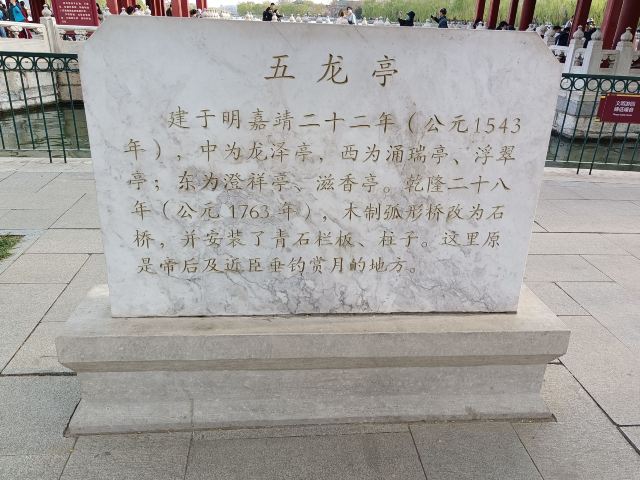 五龙亭
建于明嘉靖二十二年（公元1543
年），中为龙泽亭，西为涌瑞亭、浮翠
亭；东为澄祥亭、滋香亭。乾隆二十八
年（公元1763年），木制弧形桥改为石
桥，并安装了青石栏板、柱子。这里原
是帝后及近臣垂钓赏月的地方。